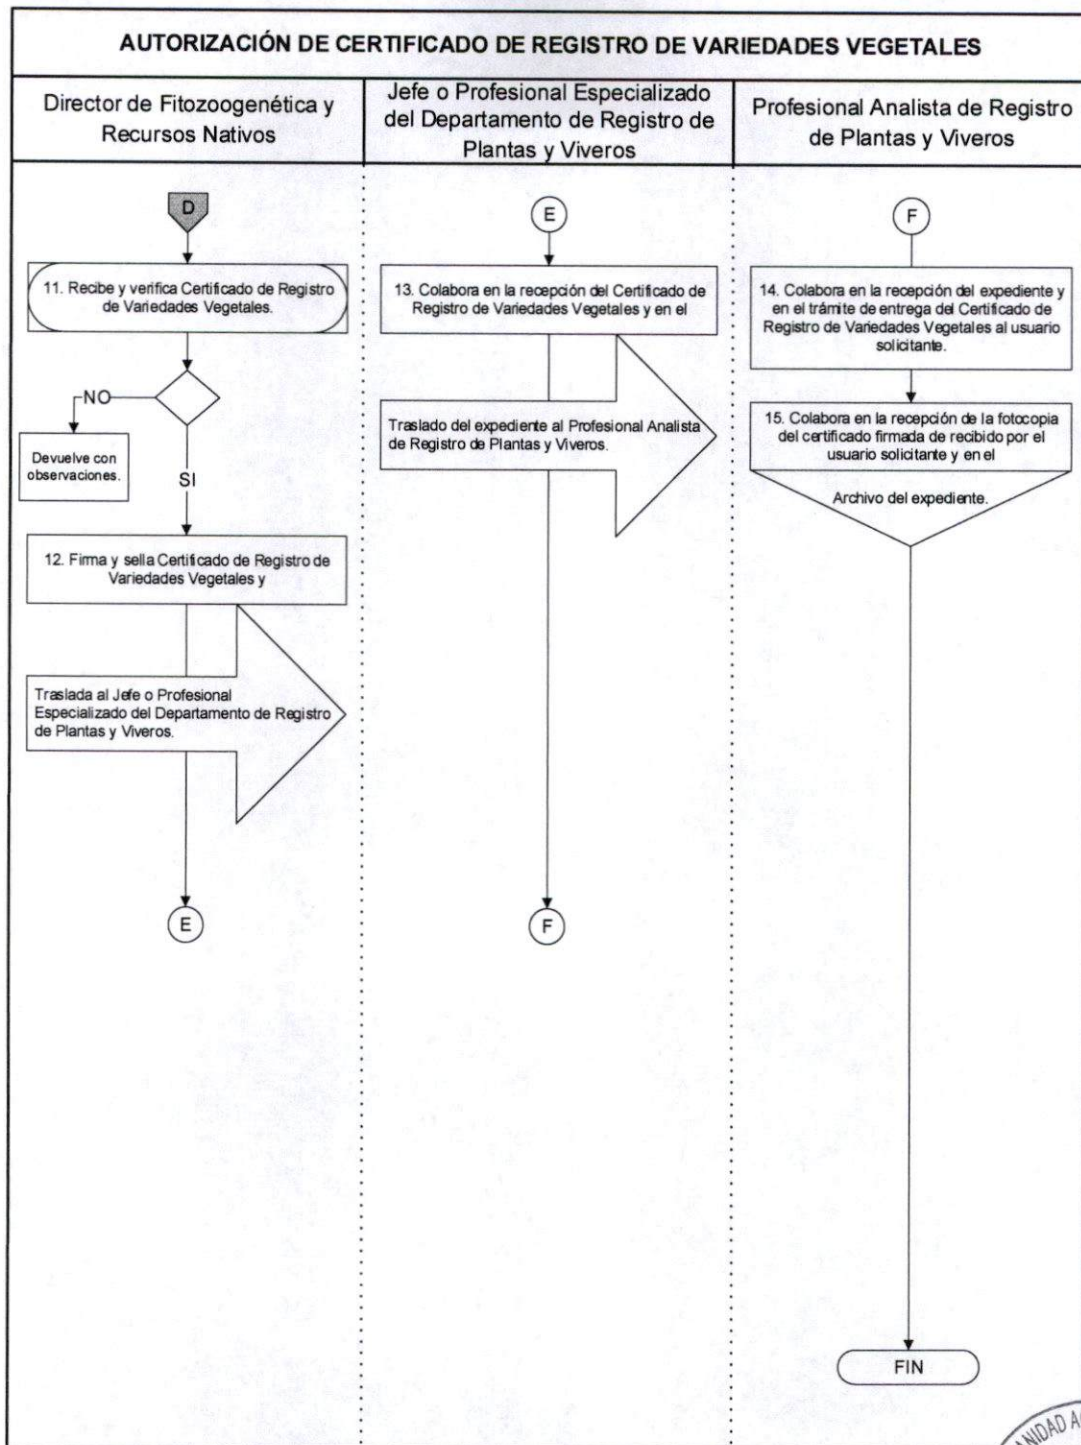 AUTORIZACIÓN DE CERTIFICADO DE REGISTRO DE VARIEDADES VEGETALES
Director de Fitozoogenética y
Recursos Nativos
Jefe o Profesional Especializado
del Departamento de Registro de
Plantas y Viveros
Profesional Analista de Registro
de Plantas y Viveros
D
11. Recibe y verifica Certificado de Registro
de Variedades Vegetales.
NO
Devuelve con
observaciones.
SI
12. Firma y sella Certificado de Registro de
Variedades Vegetales y
Traslada al Jefe o Profesional
Especializado del Departamento de Registro
de Plantas y Viveros.
E
E
13. Colabora en la recepción del Certificado de
Registro de Variedades Vegetales y en el
Traslado del expediente al Profesional Analista
de Registro de Plantas y Viveros.
F
F
14. Colabora en la recepción del expediente y
en el trámite de entrega del Certificado de
Registro de Variedades Vegetales al usuario
solicitante.
15. Colabora en la recepción de la fotocopia
del certificado firmada de recibido por el
usuario solicitante y en el
Archivo del expediente.
FIN